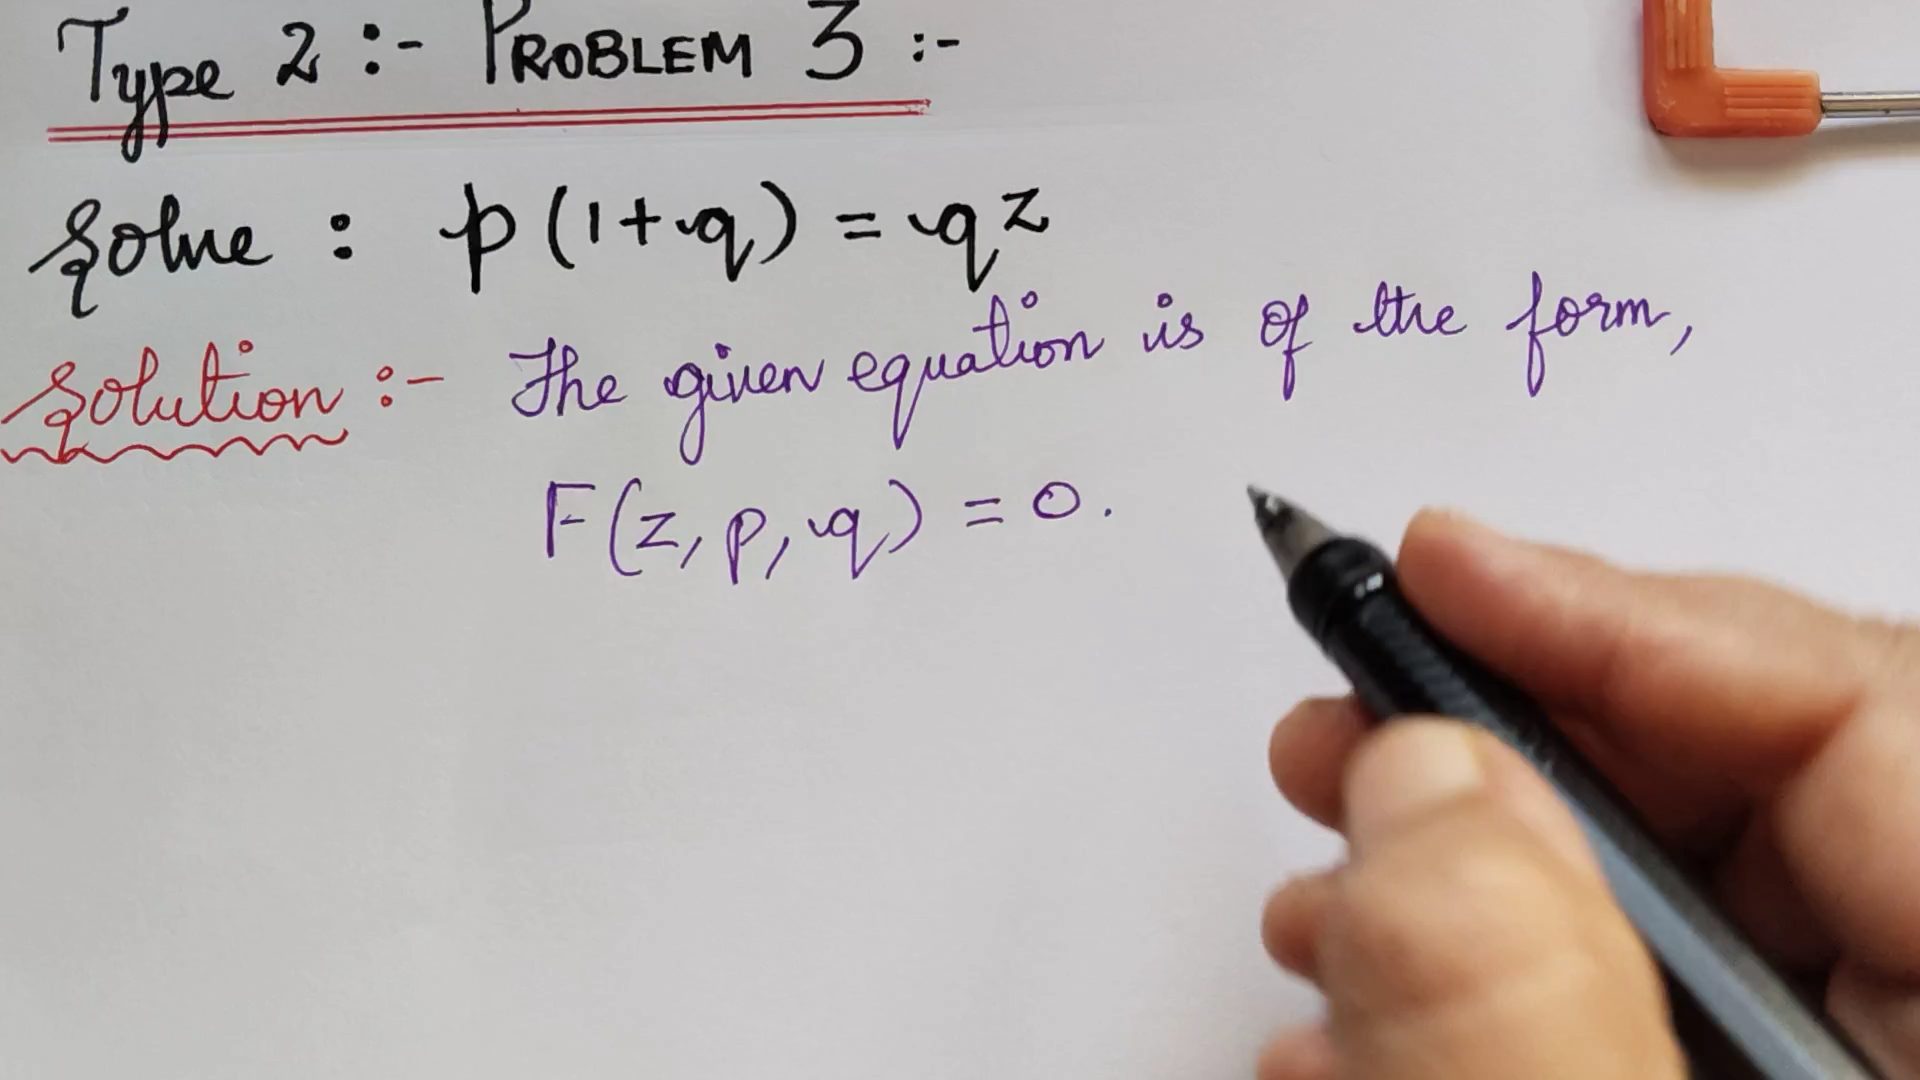 Type 2 :- PROBLEM 3 :-
Solve : p(1+q) = qz
Solution :- The given equation is of the form,
F(z, p, q) = 0.